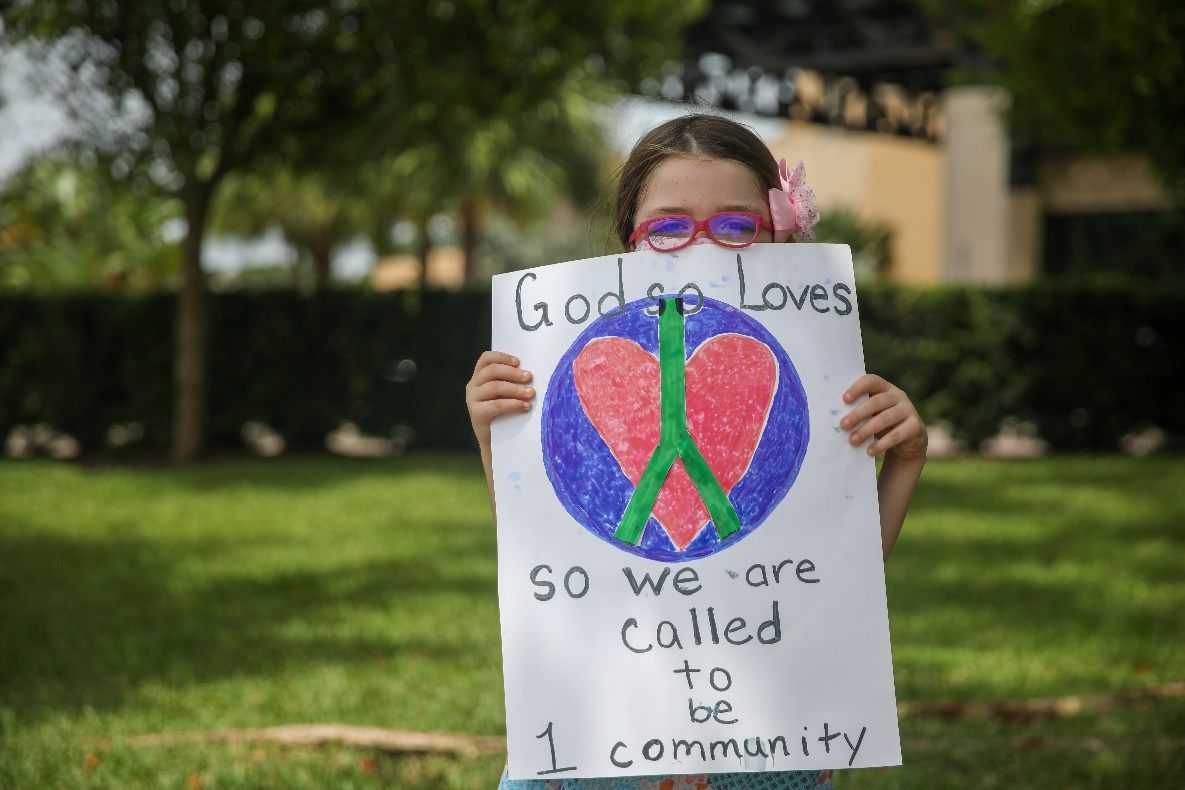 God so Loves
so we are
called
to
be
1 community